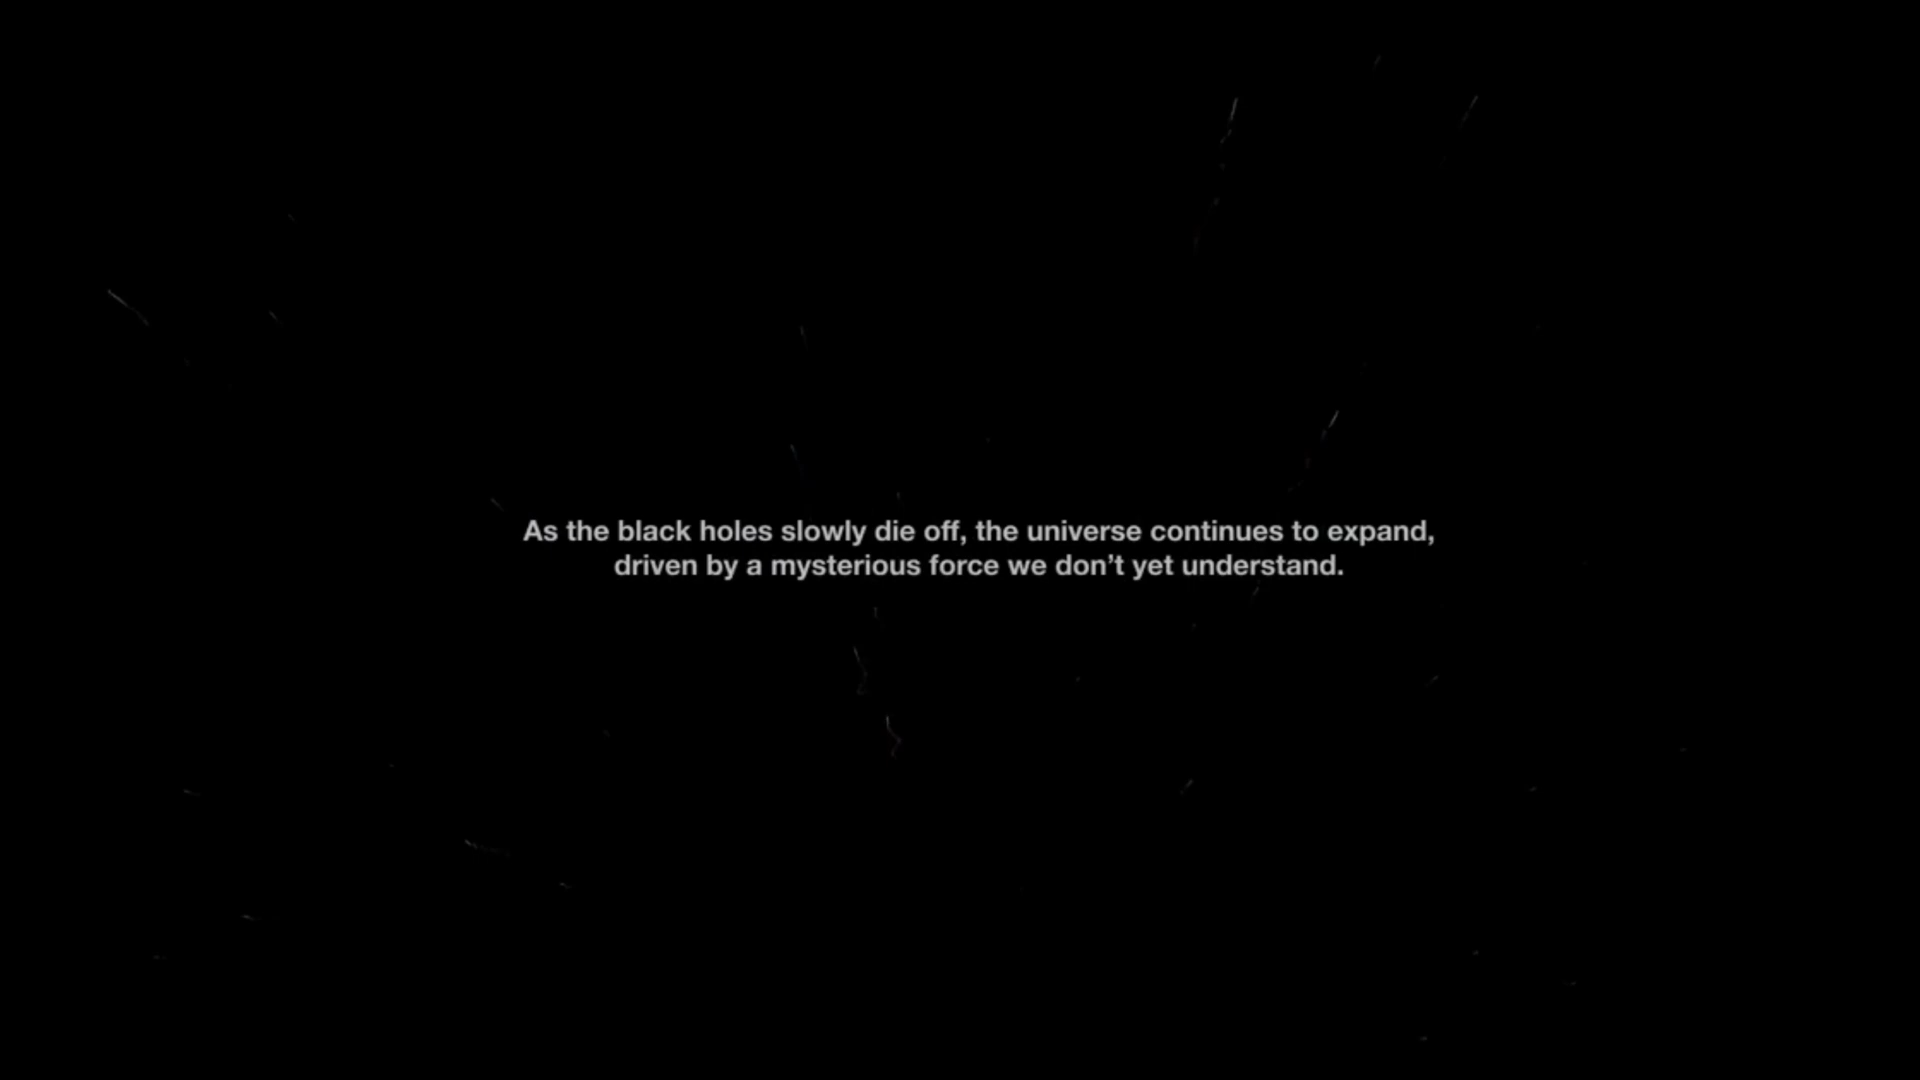 As the black holes slowly die off, the universe continues to expand,
driven by a mysterious force we don’t yet understand.